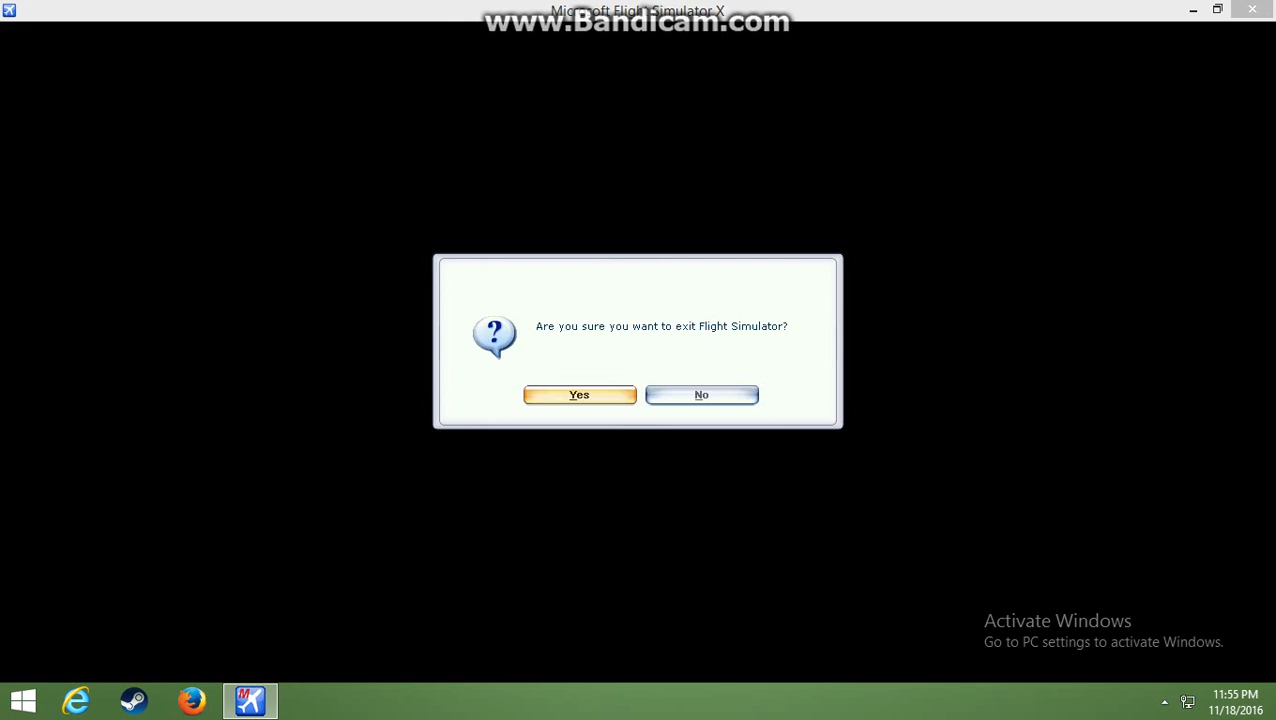 Microsoft Flight Simulator X
www.Bandicam.com
Are you sure you want to exit Flight Simulator?
Yes
No
Activate Windows
Go to PC settings to activate Windows.
11:55 PM
11/18/2016